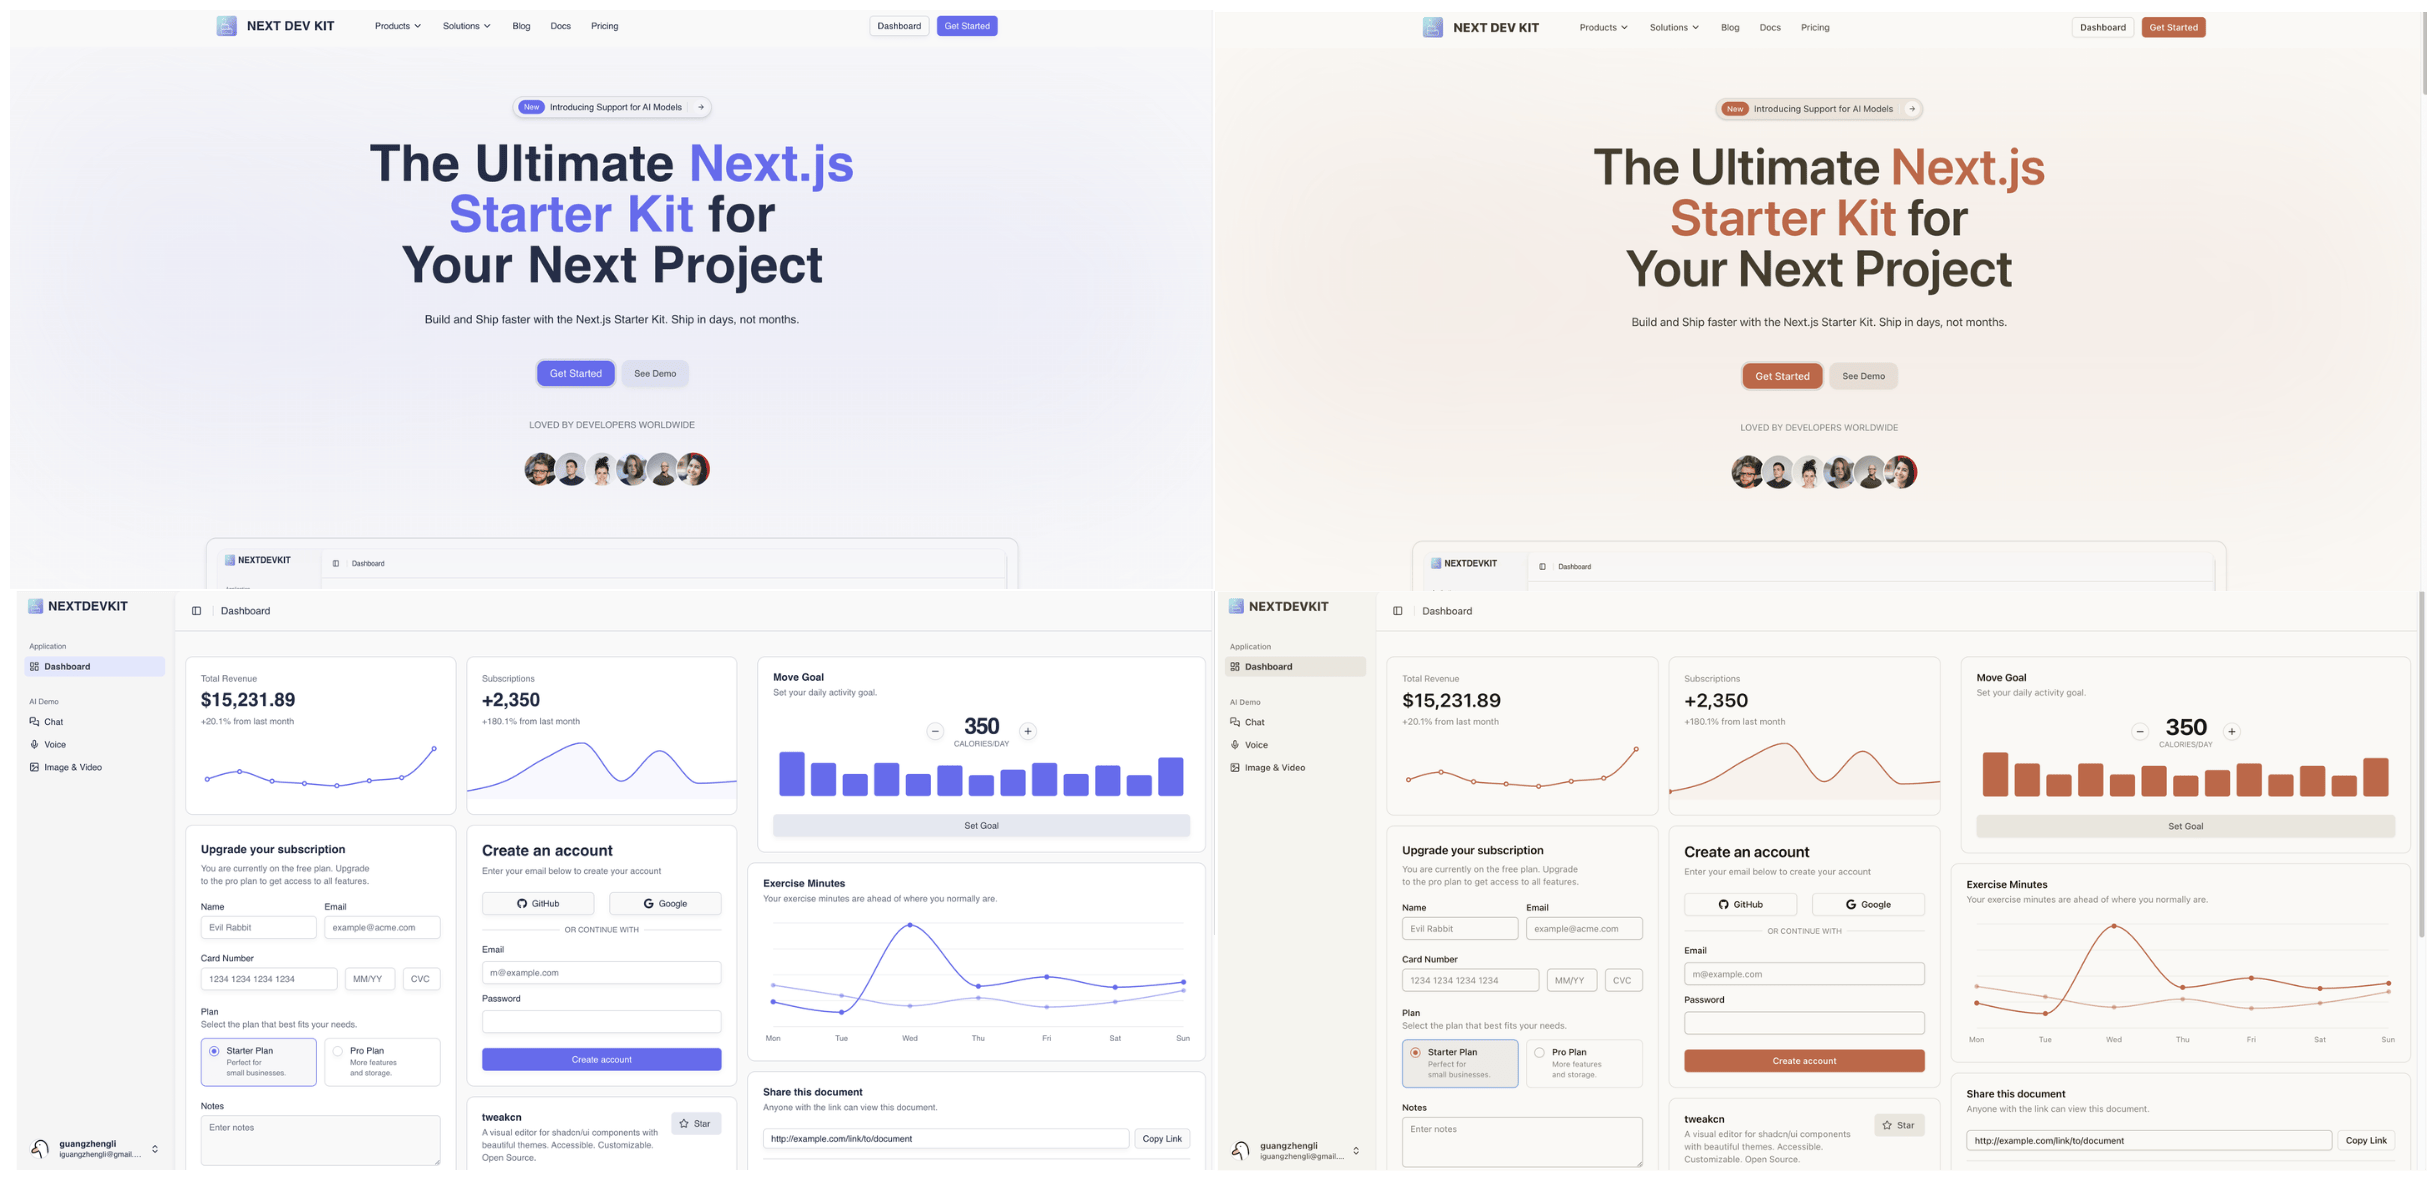 NEXT DEV KIT
Products
Solutions
Blog
Docs
Pricing
Dashboard
Get Started
New
Introducing Support for AI Models
The Ultimate Next.js
Starter Kit for
Your Next Project
Build and Ship faster with the Next.js Starter Kit. Ship in days, not months.
Get Started
See Demo
LOVED BY DEVELOPERS WORLDWIDE
NEXTDEVKIT
Dashboard
NEXT DEV KIT
Products
Solutions
Blog
Docs
Pricing
Dashboard
Get Started
New
Introducing Support for AI Models
The Ultimate Next.js
Starter Kit for
Your Next Project
Build and Ship faster with the Next.js Starter Kit. Ship in days, not months.
Get Started
See Demo
LOVED BY DEVELOPERS WORLDWIDE
NEXTDEVKIT
Dashboard
NEXTDEVKIT
Application
Dashboard
AI Demo
Chat
Voice
Image & Video
guangzhengli
iguangzhengli@gmail....
Dashboard
Total Revenue
$15,231.89
+20.1% from last month
Subscriptions
+2,350
+180.1% from last month
Move Goal
Set your daily activity goal.
350
CALORIES/DAY
Set Goal
Upgrade your subscription
You are currently on the free plan. Upgrade
to the pro plan to get access to all features.
Name
Email
Evil Rabbit
example@acme.com
Card Number
1234 1234 1234 1234
MM/YY
CVC
Plan
Select the plan that best fits your needs.
Starter Plan
Perfect for
small businesses.
Pro Plan
More features
and storage.
Notes
Enter notes
Create an account
Enter your email below to create your account
GitHub
Google
OR CONTINUE WITH
Email
m@example.com
Password
Create account
tweakcn
A visual editor for shadcn/ui components with
beautiful themes. Accessible. Customizable.
Open Source.
Star
Exercise Minutes
Your exercise minutes are ahead of where you normally are.
Mon
Tue
Wed
Thu
Fri
Sat
Sun
Share this document
Anyone with the link can view this document.
http://example.com/link/to/document
Copy Link
NEXTDEVKIT
Application
Dashboard
AI Demo
Chat
Voice
Image & Video
guangzhengli
iguangzhengli@gmail....
Dashboard
Total Revenue
$15,231.89
+20.1% from last month
Subscriptions
+2,350
+180.1% from last month
Move Goal
Set your daily activity goal.
350
CALORIES/DAY
Set Goal
Upgrade your subscription
You are currently on the free plan. Upgrade
to the pro plan to get access to all features.
Name
Email
Evil Rabbit
example@acme.com
Card Number
1234 1234 1234 1234
MM/YY
CVC
Plan
Select the plan that best fits your needs.
Starter Plan
Perfect for
small businesses.
Pro Plan
More features
and storage.
Notes
Enter notes
Create an account
Enter your email below to create your account
GitHub
Google
OR CONTINUE WITH
Email
m@example.com
Password
Create account
tweakcn
A visual editor for shadcn/ui components
with beautiful themes. Accessible.
Customizable. Open Source.
Star
Exercise Minutes
Your exercise minutes are ahead of where you normally are.
Mon
Tue
Wed
Thu
Fri
Sat
Sun
Share this document
Anyone with the link can view this document.
http://example.com/link/to/document
Copy Link